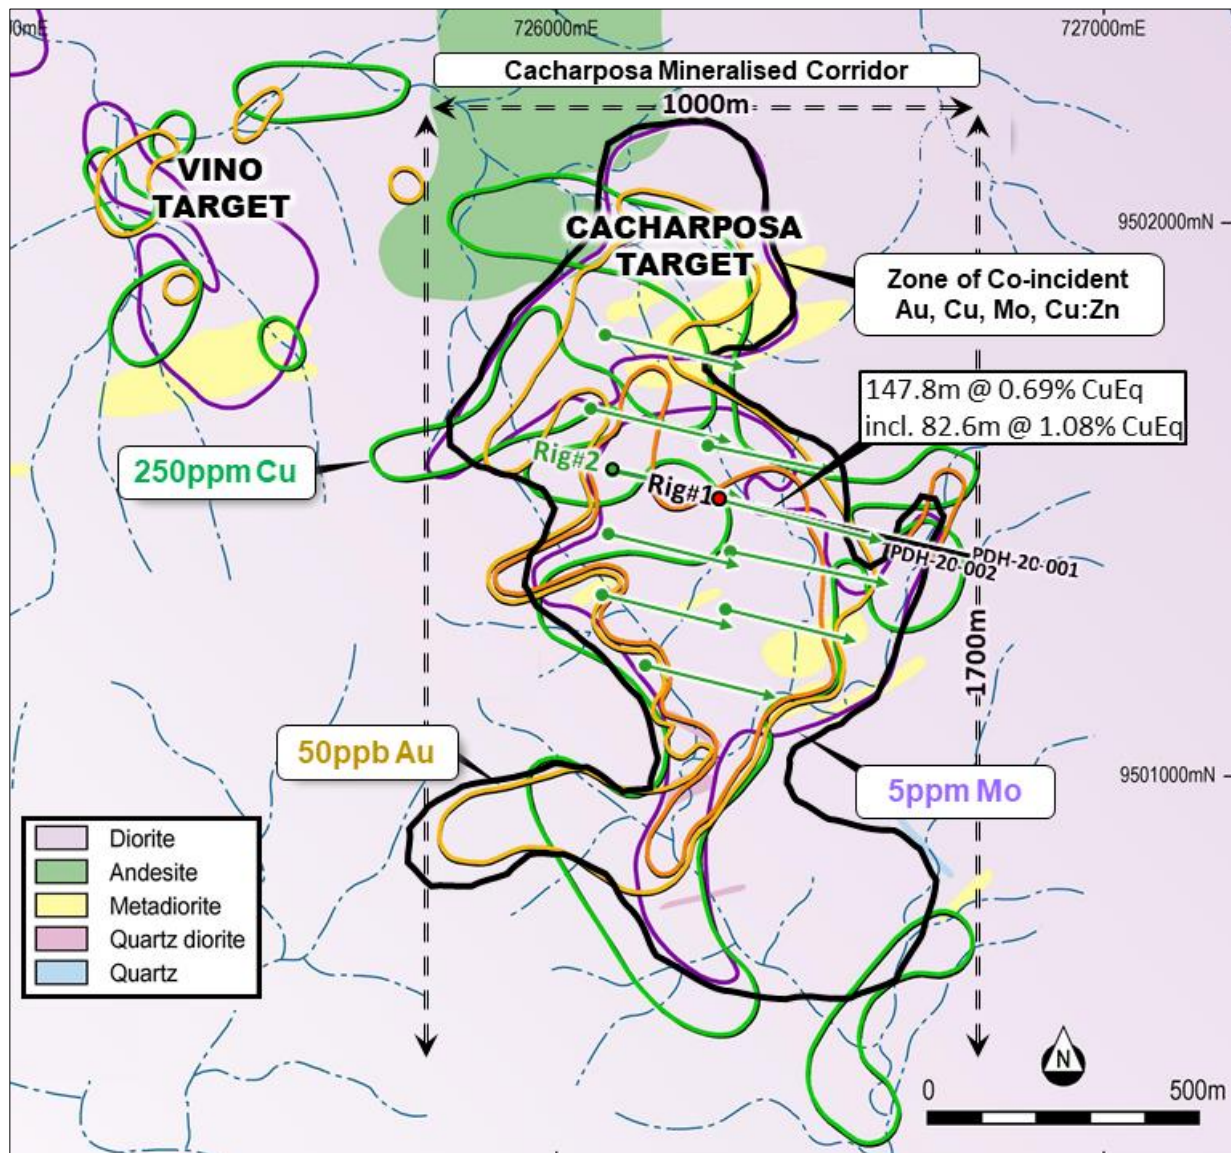 00mE
726000mE
727000mE
Cacharposa Mineralised Corridor
1000m
VINO
TARGET
CACHARPOSA
TARGET
9502000mN
Zone of Co-incident
Au, Cu, Mo, Cu:Zn
147.8m @ 0.69% CuEq
incl. 82.6m @ 1.08% CuEq
250ppm Cu
Rig#2
Rig#1
PDH-20-001
PDH-20-002
1700m
50ppb Au
5ppm Mo
9501000mN
Diorite
Andesite
Metadiorite
Quartz diorite
Quartz
N
0 500m